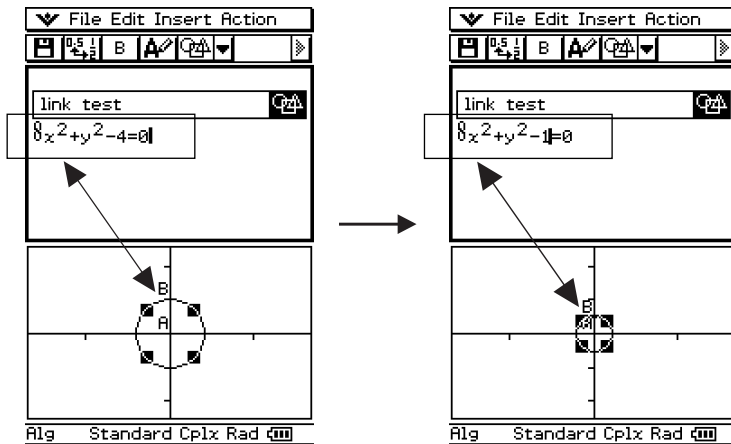 File Edit Insert Action
B
link test
x²+y²-4=0
B
A
Alg Standard Cplx Rad
File Edit Insert Action
B
link test
x²+y²-1=0
B
A
Alg Standard Cplx Rad